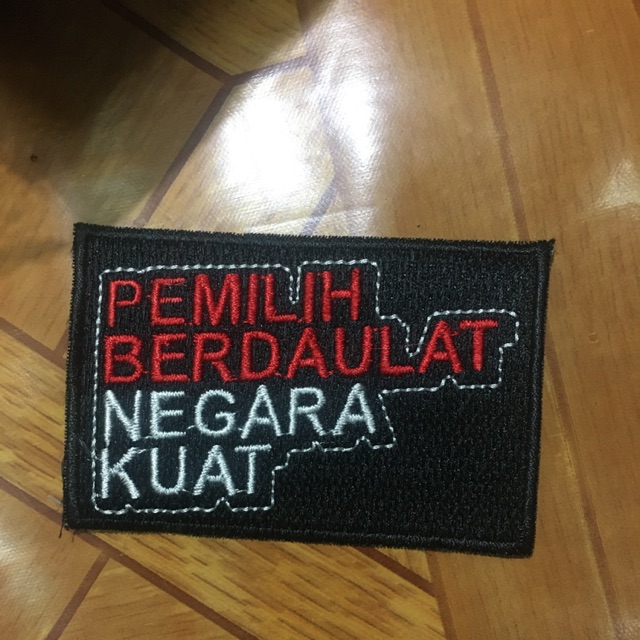 PEMILIH
BERDAULAT
NEGARA
KUAT